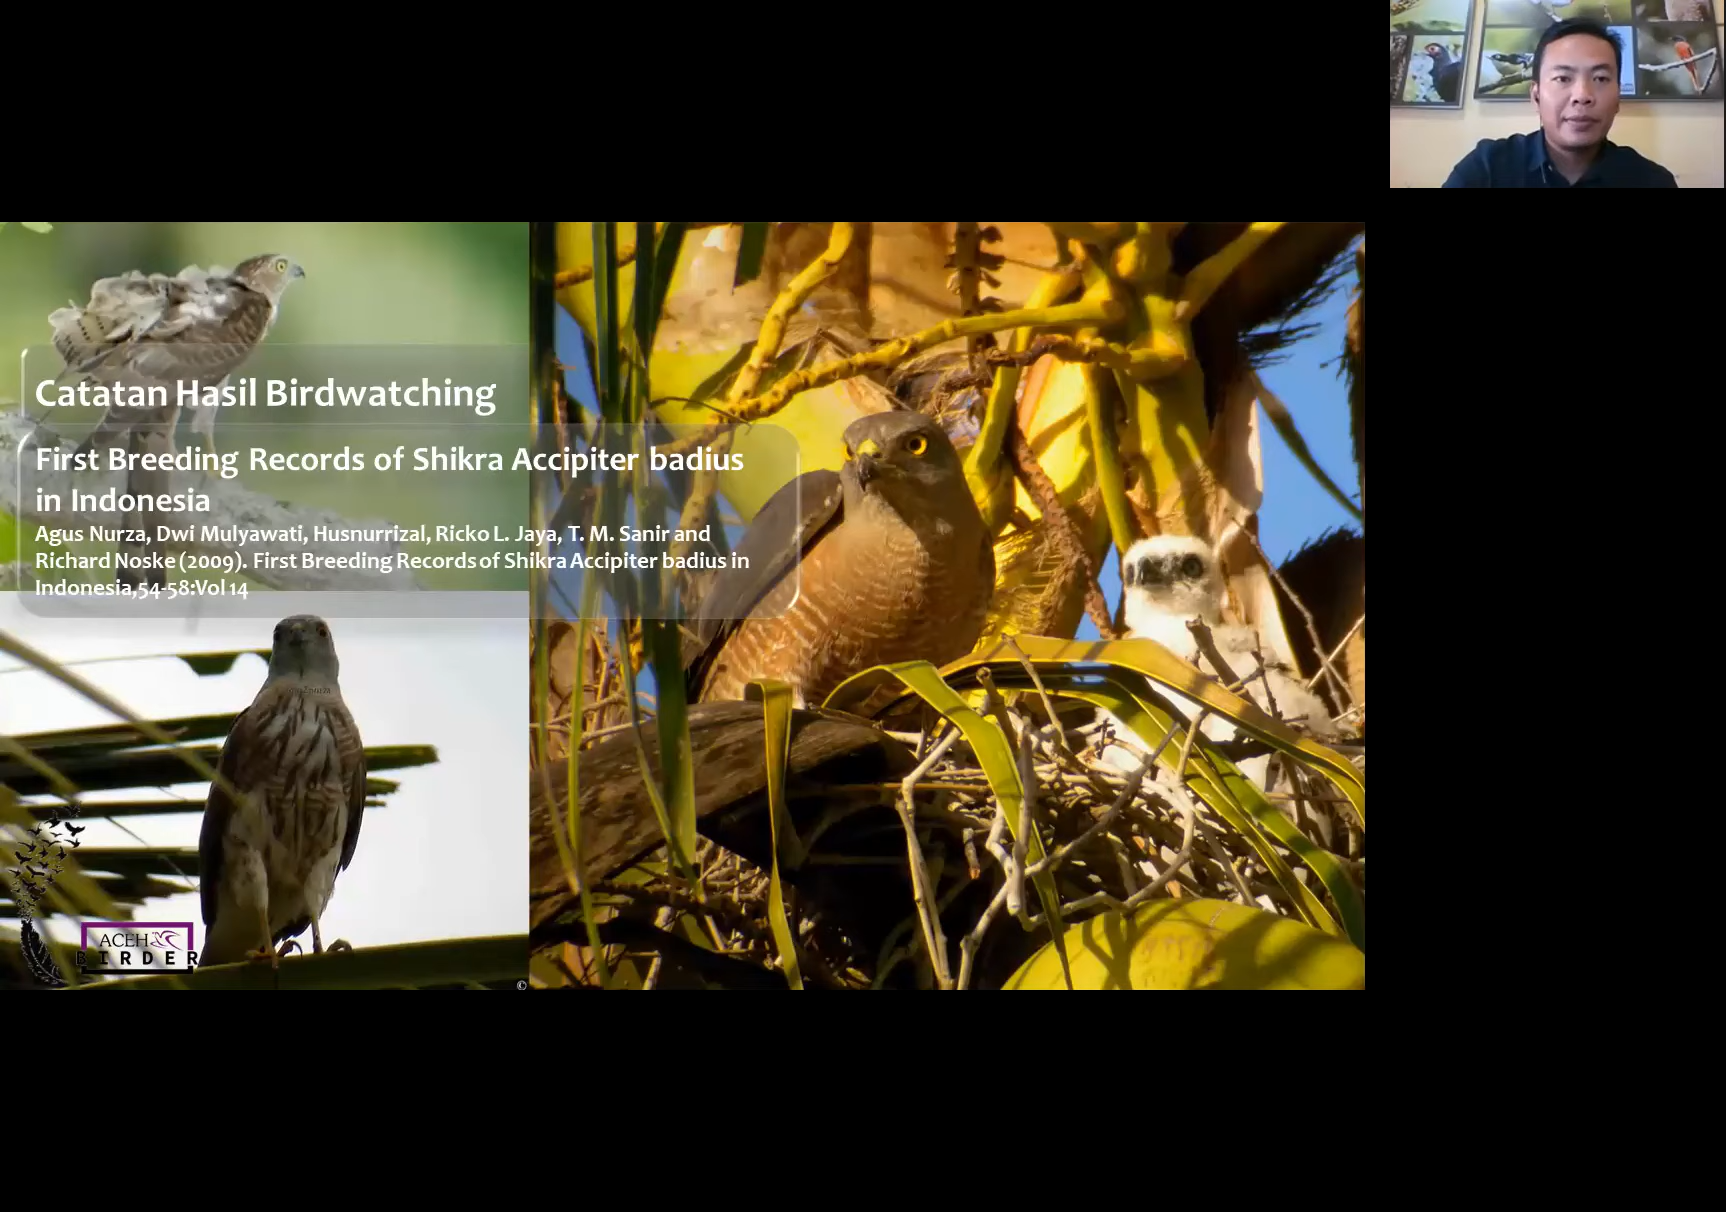 Catatan Hasil Birdwatching
First Breeding Records of Shikra Accipiter badius
in Indonesia
Agus Nurza, Dwi Mulyawati, Husnurrizal, Ricko L. Jaya, T. M. Sanir and
Richard Noske (2009). First Breeding Records of Shikra Accipiter badius in
Indonesia,54-58:Vol 14
ACEH
BIRDER
©